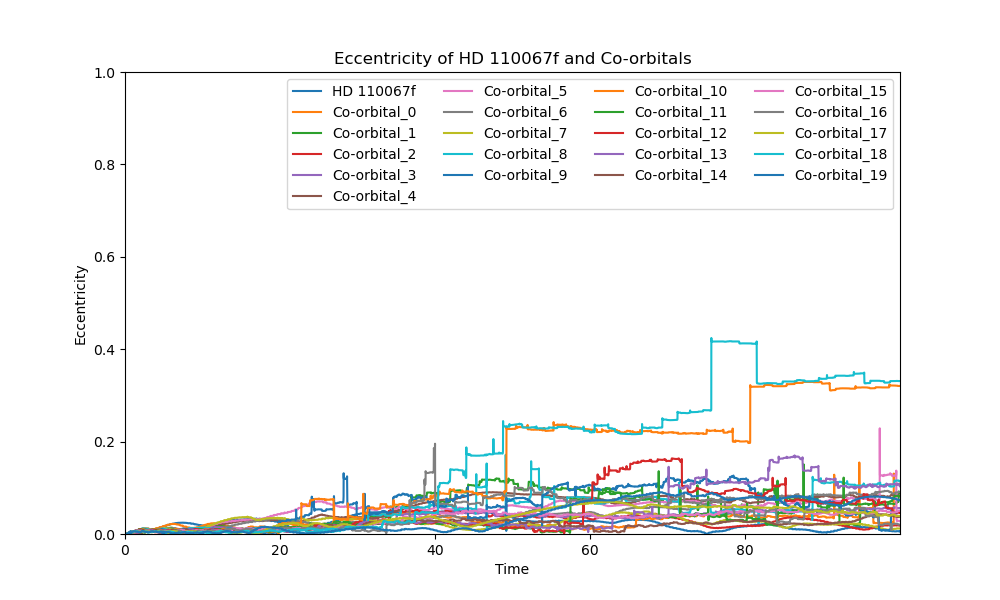 Eccentricity of HD 110067f and Co-orbitals
1.0
0.8
0.6
0.4
0.2
0.0
Eccentricity
HD 110067f
Co-orbital_0
Co-orbital_1
Co-orbital_2
Co-orbital_3
Co-orbital_4
Co-orbital_5
Co-orbital_6
Co-orbital_7
Co-orbital_8
Co-orbital_9
Co-orbital_10
Co-orbital_11
Co-orbital_12
Co-orbital_13
Co-orbital_14
Co-orbital_15
Co-orbital_16
Co-orbital_17
Co-orbital_18
Co-orbital_19
0
20
40
60
80
Time